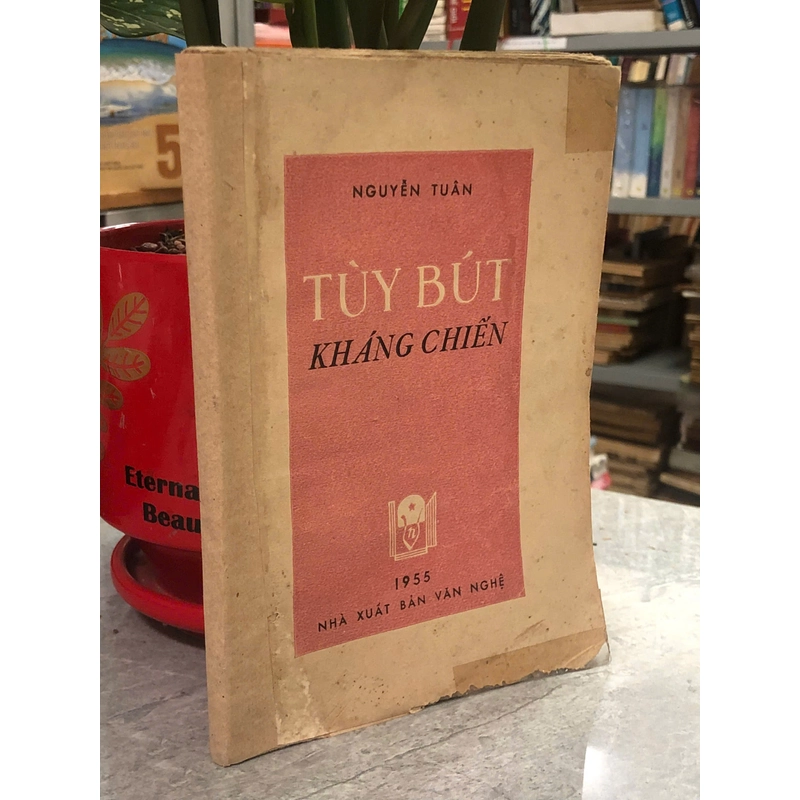 NGUYỄN TUÂN
TÙY BÚT
KHÁNG CHIẾN
n
1955
NHÀ XUẤT BẢN VĂN NGHỆ
5
Eterna
Beau